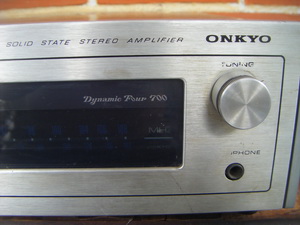 SOLID STATE STEREO AMPLIFIER ONKYO
TUNING
Dynamic Four 700
PHONE